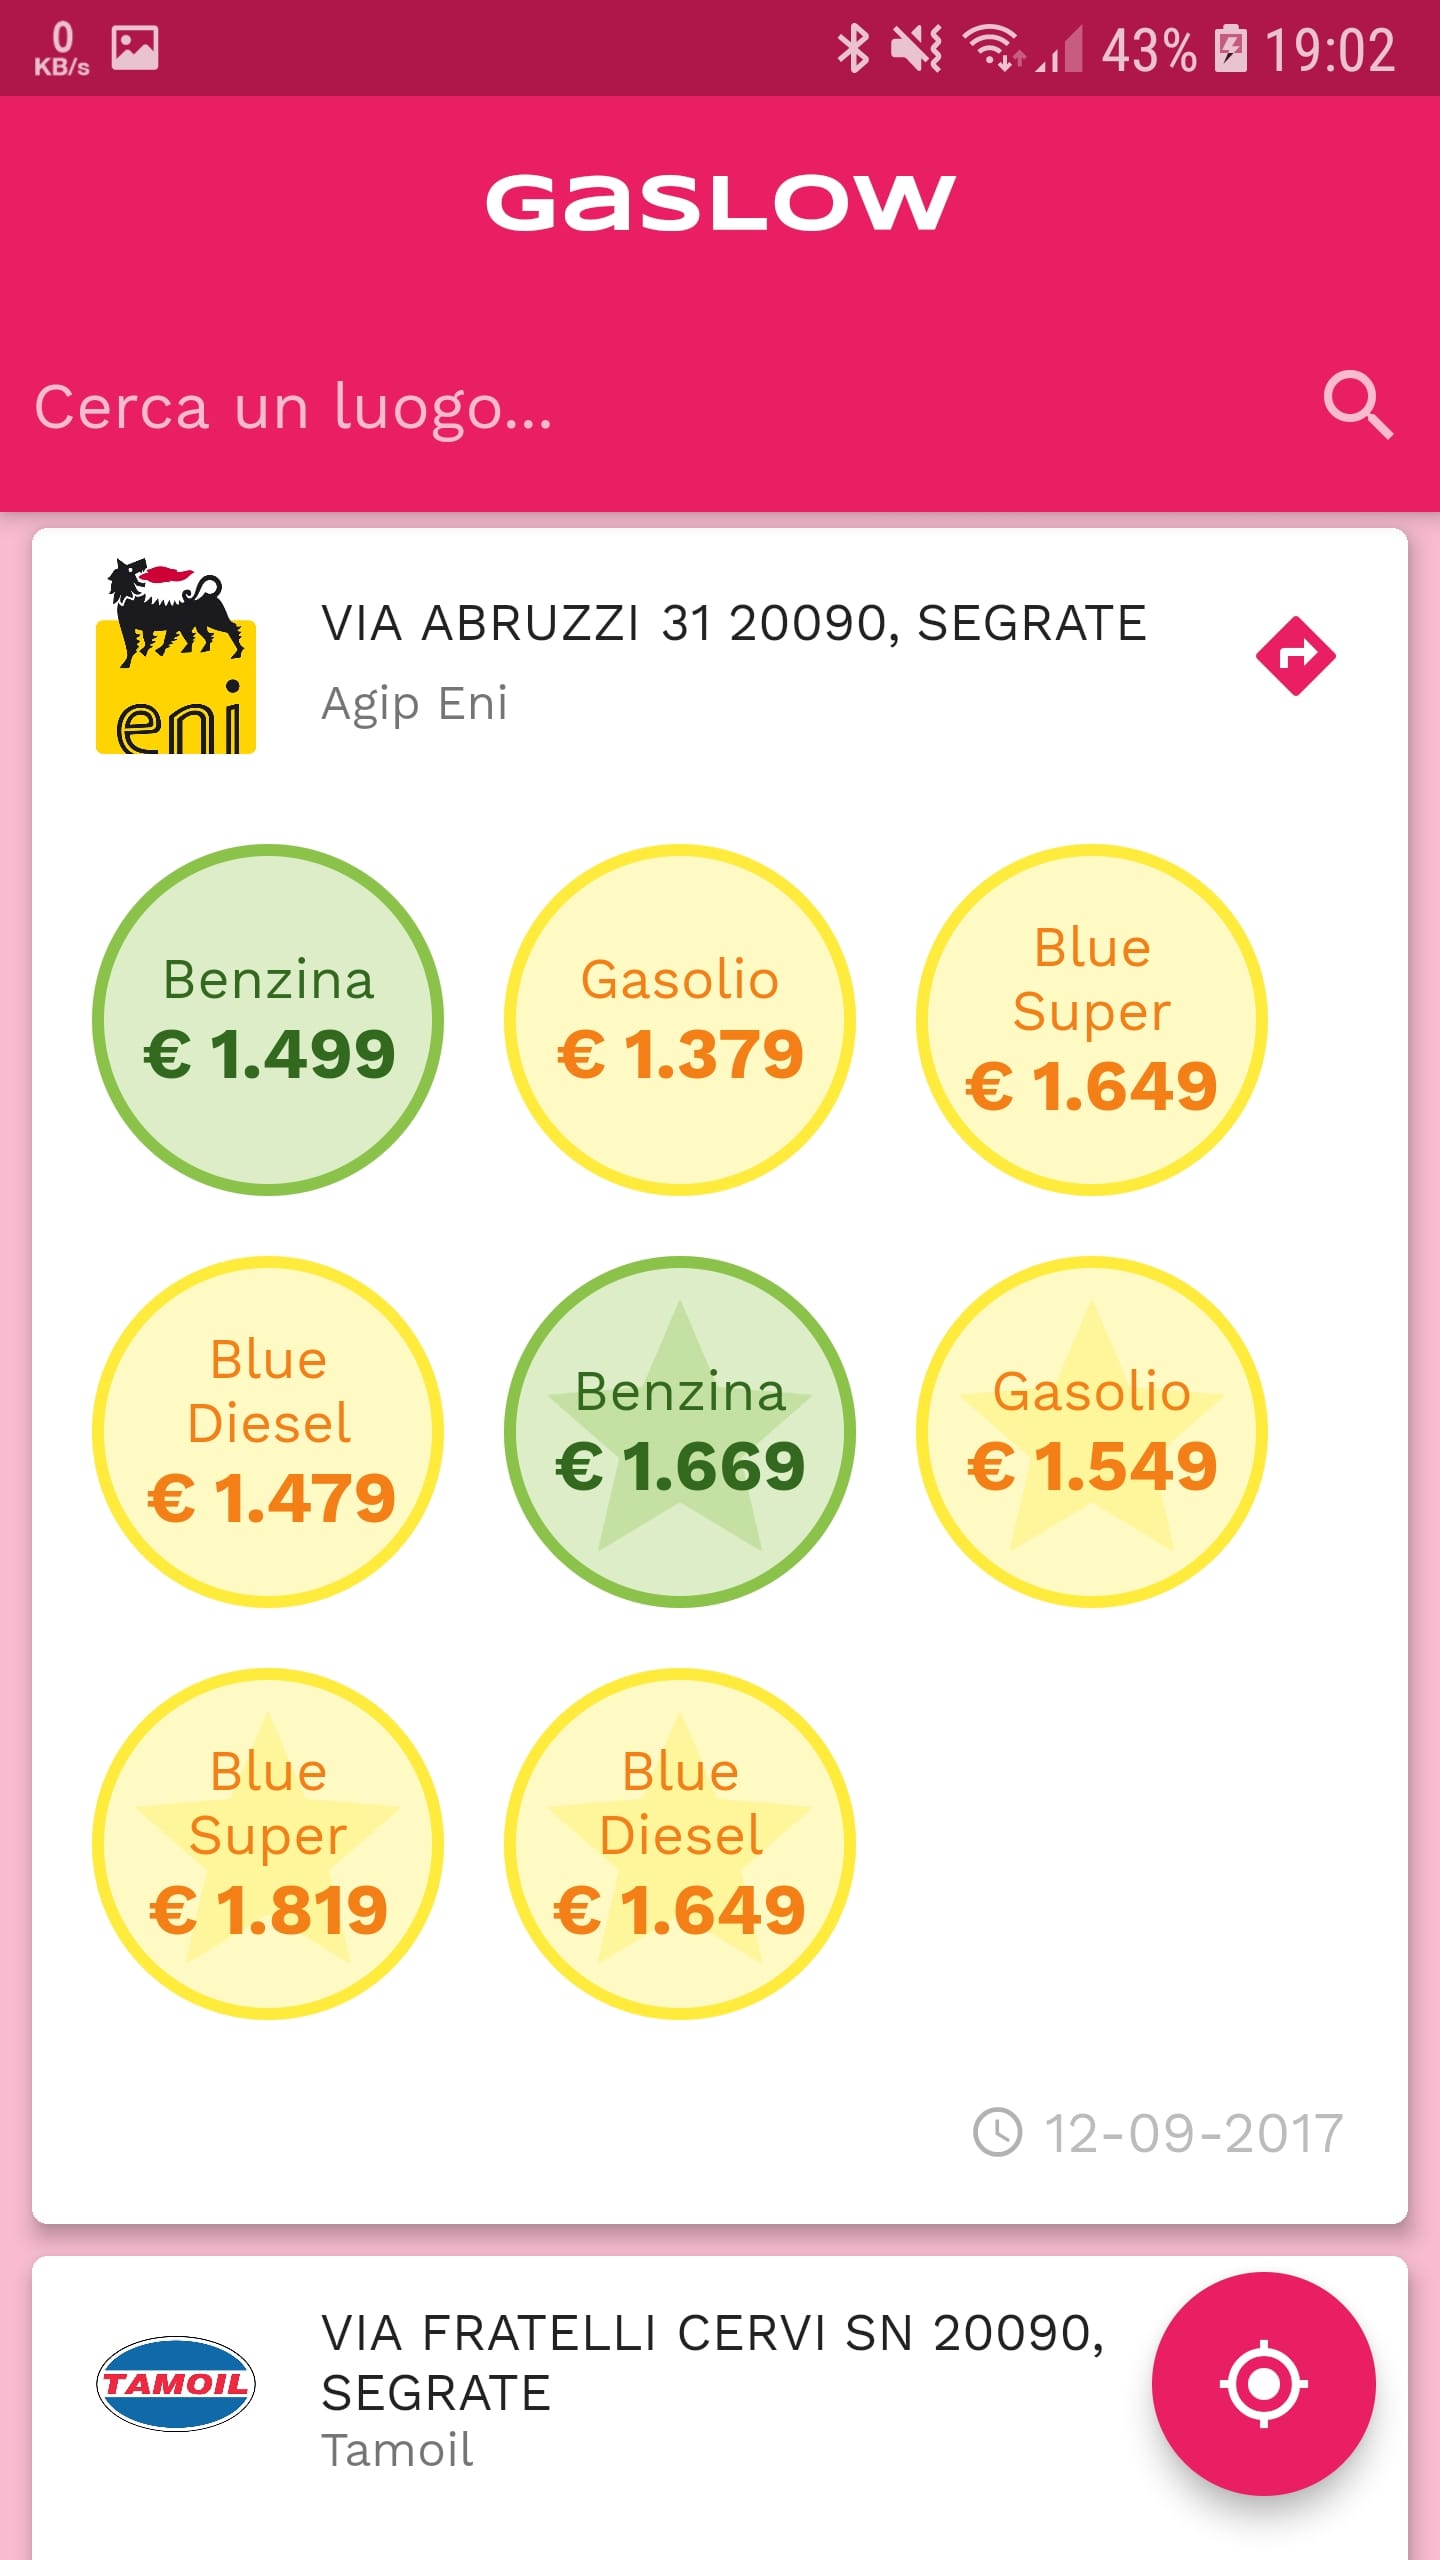 0
KB/s
43%
19:02
GaSLOW
Cerca un luogo...
eni
VIA ABRUZZI 31 20090, SEGRATE
Agip Eni
Benzina
€ 1.499
Gasolio
€ 1.379
Blue
Super
€ 1.649
Blue
Diesel
€ 1.479
Benzina
€ 1.669
Gasolio
€ 1.549
Blue
Super
€ 1.819
Blue
Diesel
€ 1.649
12-09-2017
TAMOIL
VIA FRATELLI CERVI SN 20090,
SEGRATE
Tamoil